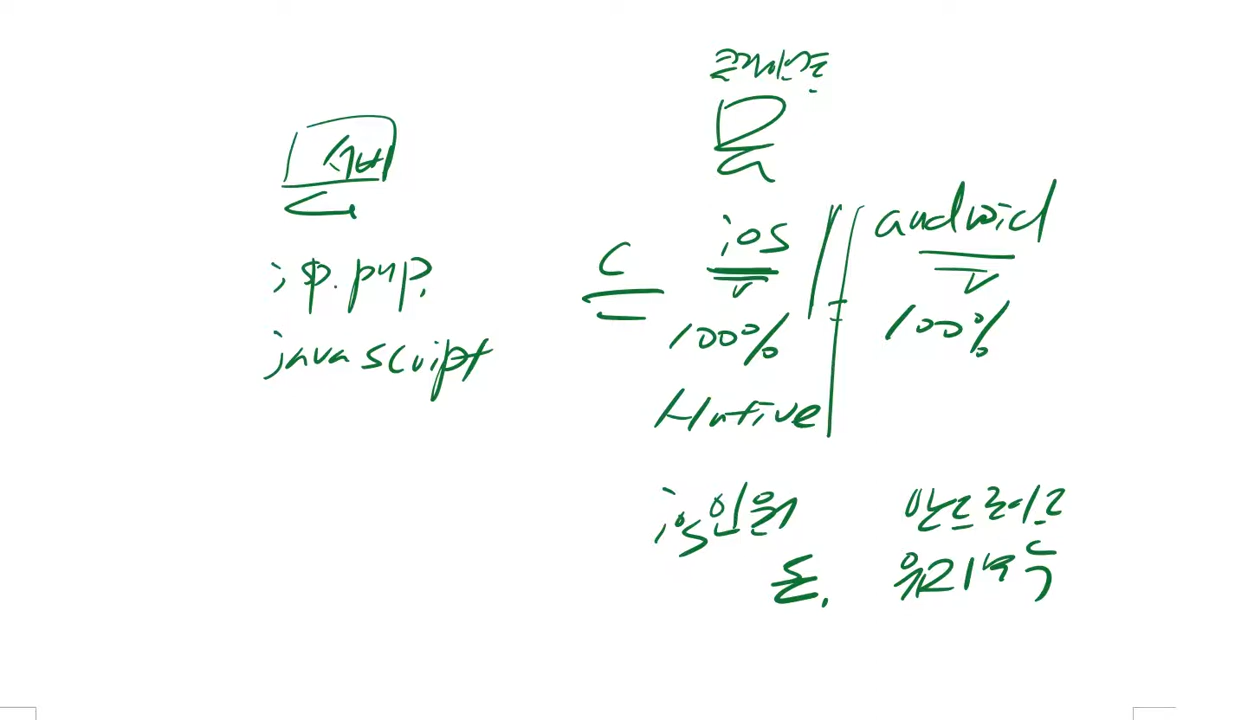 클라이언트
서버
ios
android
C
jsp. php.
100%
100%
javascript
native
ios인원
안드로이드
돈.